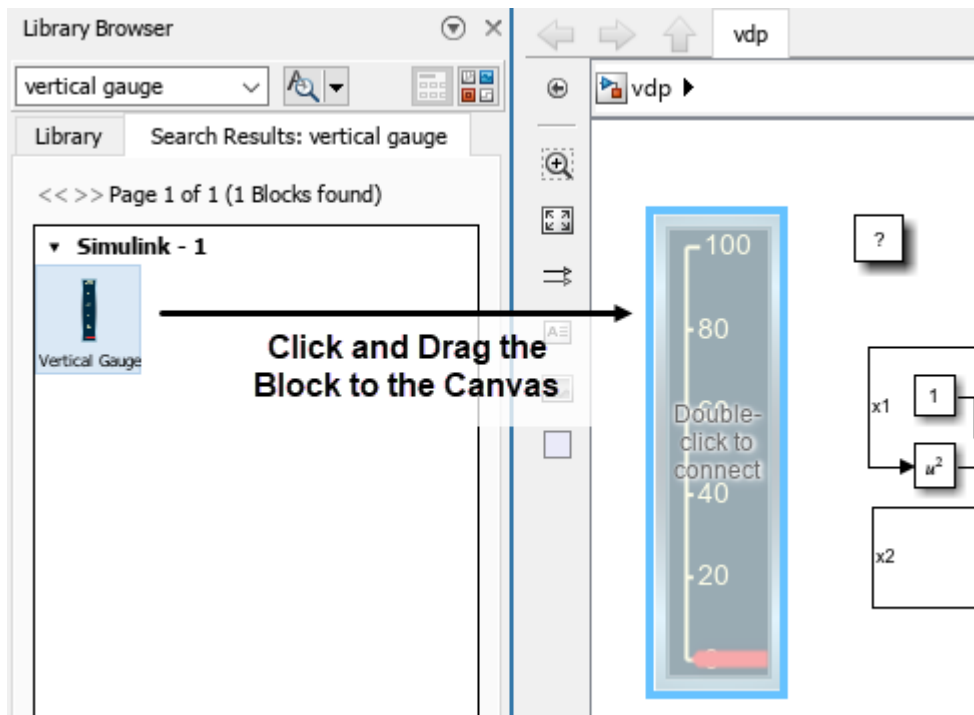 Library Browser
vertical gauge
Library
Search Results: vertical gauge
<< >> Page 1 of 1 (1 Blocks found)
Simulink - 1
Vertical Gauge
Click and Drag the
Block to the Canvas
vdp
vdp
100
80
60
Double-
click to
connect
40
20
0
?
x1
1
u²
x2